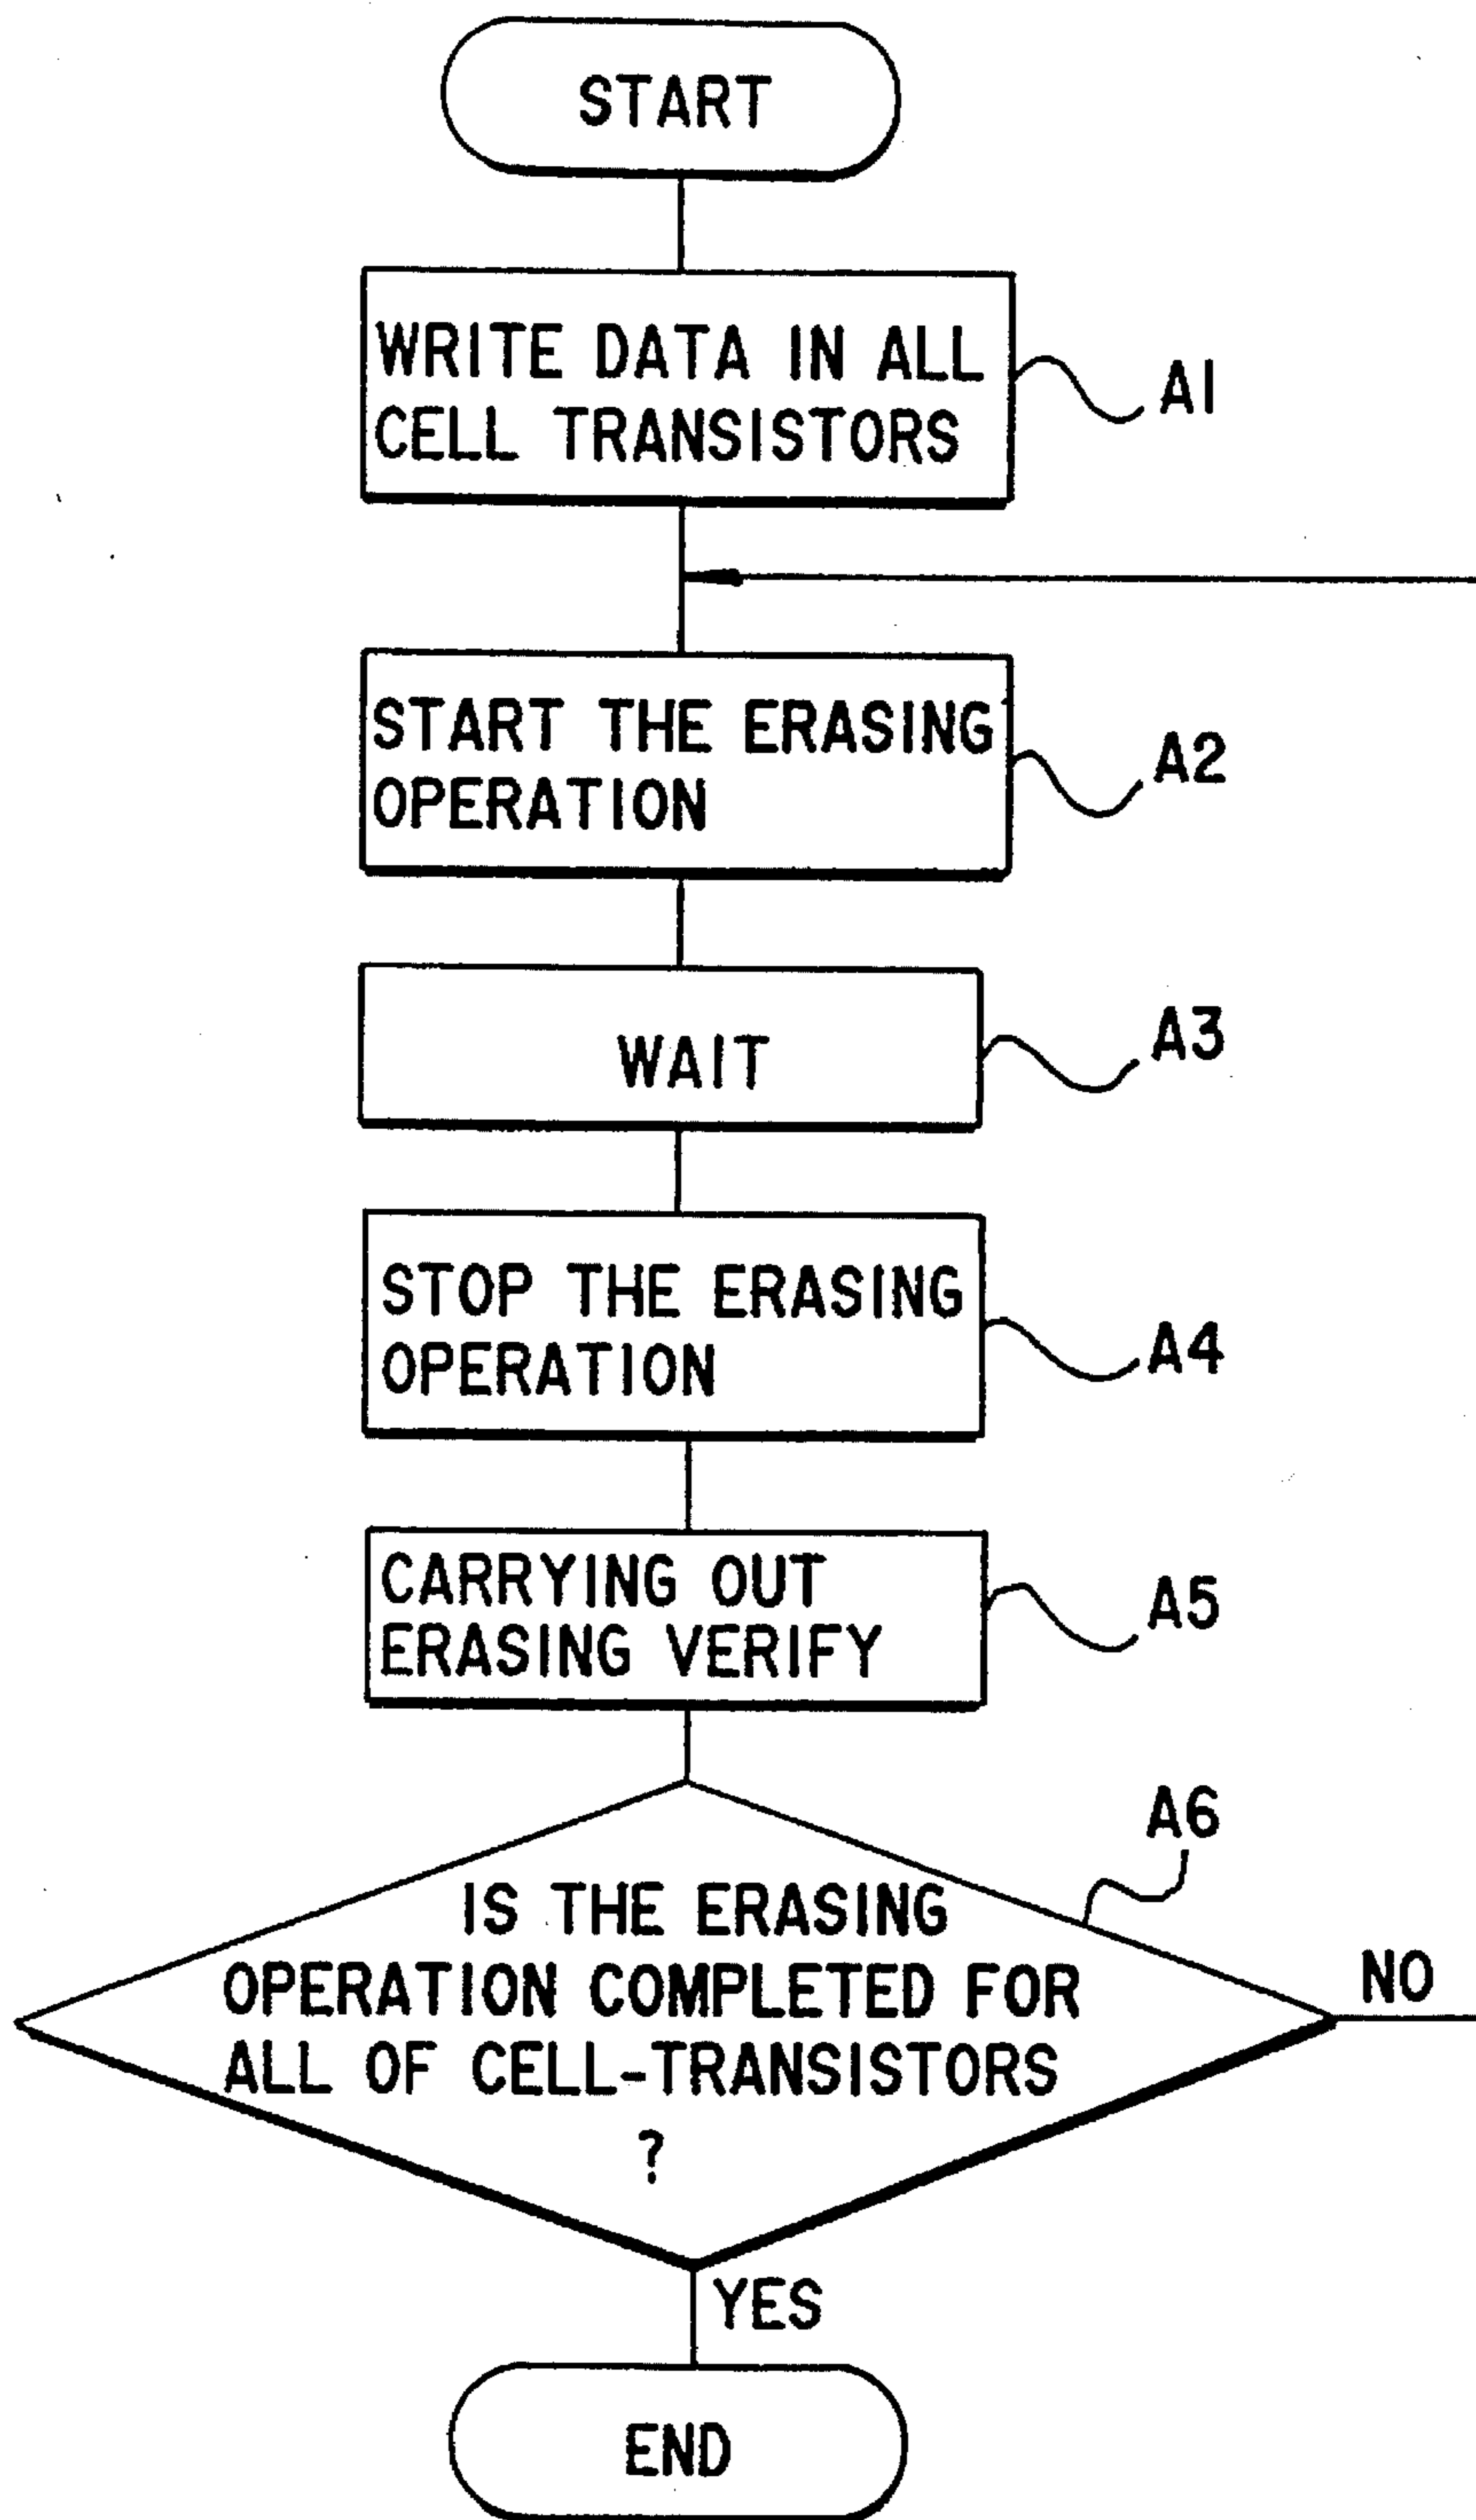 START
WRITE DATA IN ALL
CELL TRANSISTORS
A1
START THE ERASING
OPERATION
A2
WAIT
A3
STOP THE ERASING
OPERATION
A4
CARRYING OUT
ERASING VERIFY
A5
A6
IS THE ERASING
OPERATION COMPLETED FOR
ALL OF CELL-TRANSISTORS
?
NO
YES
END